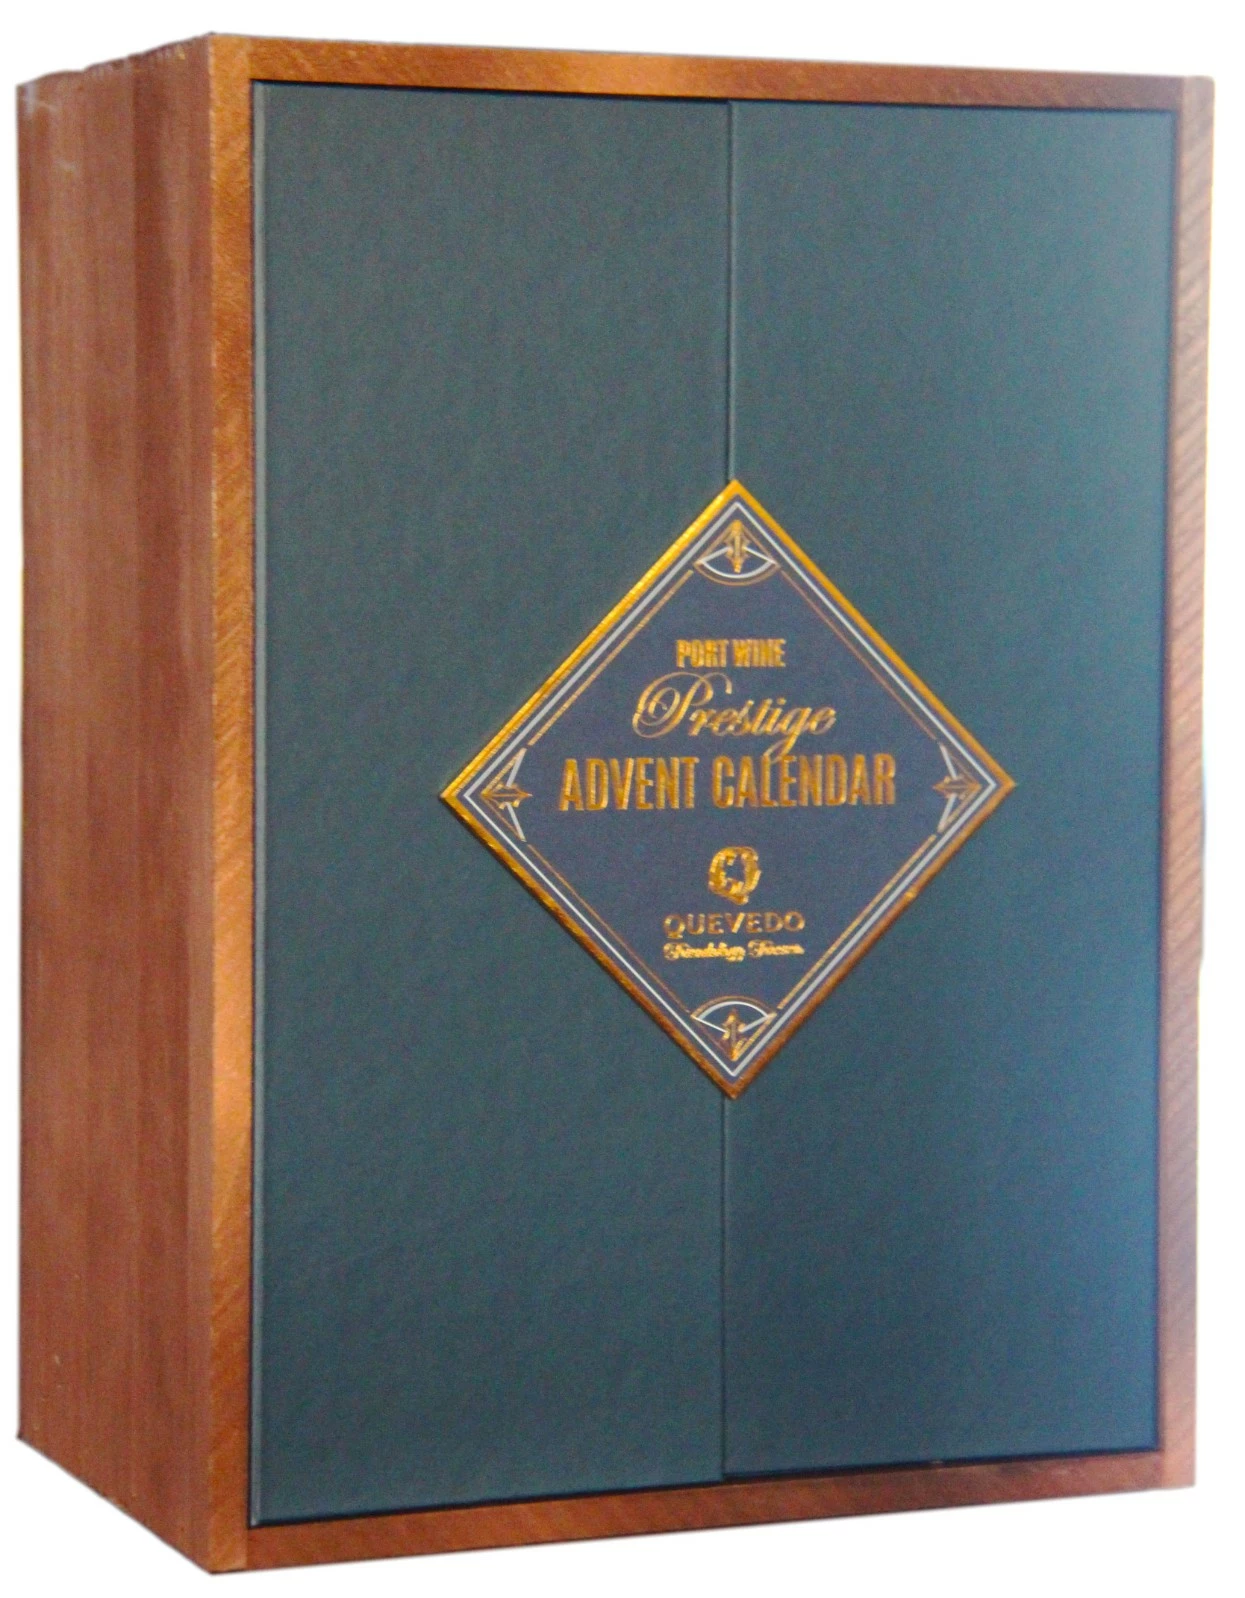 PORT WINE
Prestige
ADVENT CALENDAR
QUEVEDO